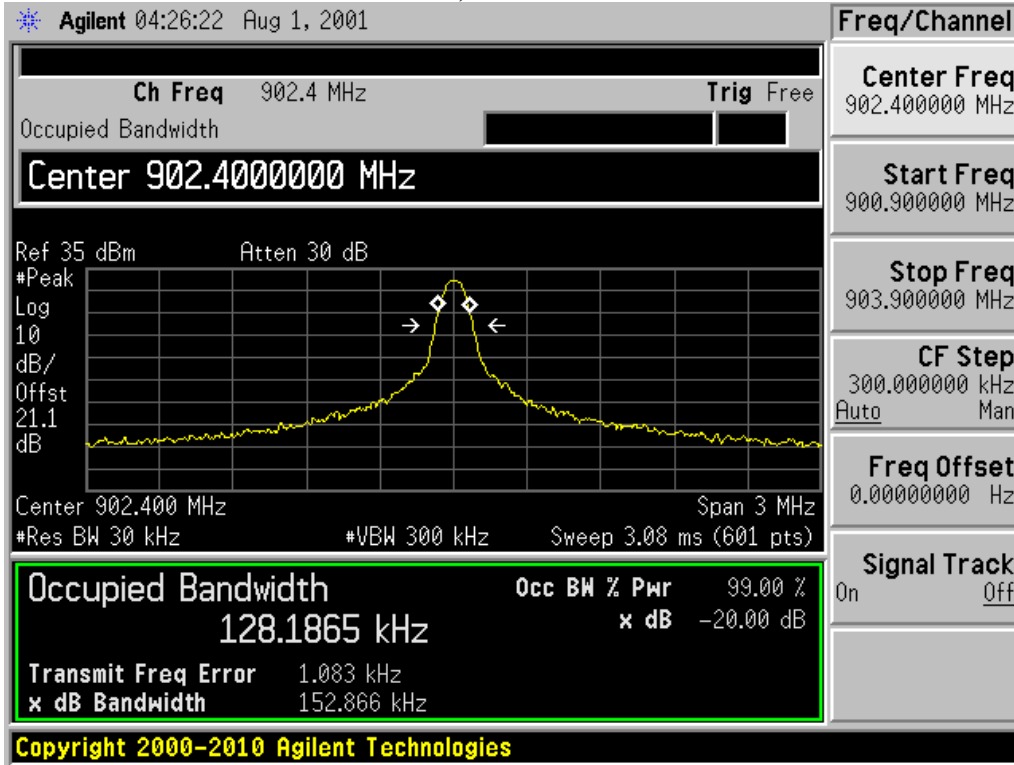 Agilent 04:26:22 Aug 1, 2001
Ch Freq 902.4 MHz Trig Free
Occupied Bandwidth
Center 902.4000000 MHz
Ref 35 dBm Atten 30 dB
#Peak
Log
10
dB/
Offst
21.1
dB
Center 902.400 MHz Span 3 MHz
#Res BW 30 kHz #VBW 300 kHz Sweep 3.08 ms (601 pts)
Occupied Bandwidth Occ BW % Pwr 99.00 %
128.1865 kHz x dB -20.00 dB
Transmit Freq Error 1.083 kHz
x dB Bandwidth 152.866 kHz
Copyright 2000-2010 Agilent Technologies
Freq/Channel
Center Freq
902.400000 MHz
Start Freq
900.900000 MHz
Stop Freq
903.900000 MHz
CF Step
300.000000 kHz
Auto Man
Freq Offset
0.00000000 Hz
Signal Track
On Off